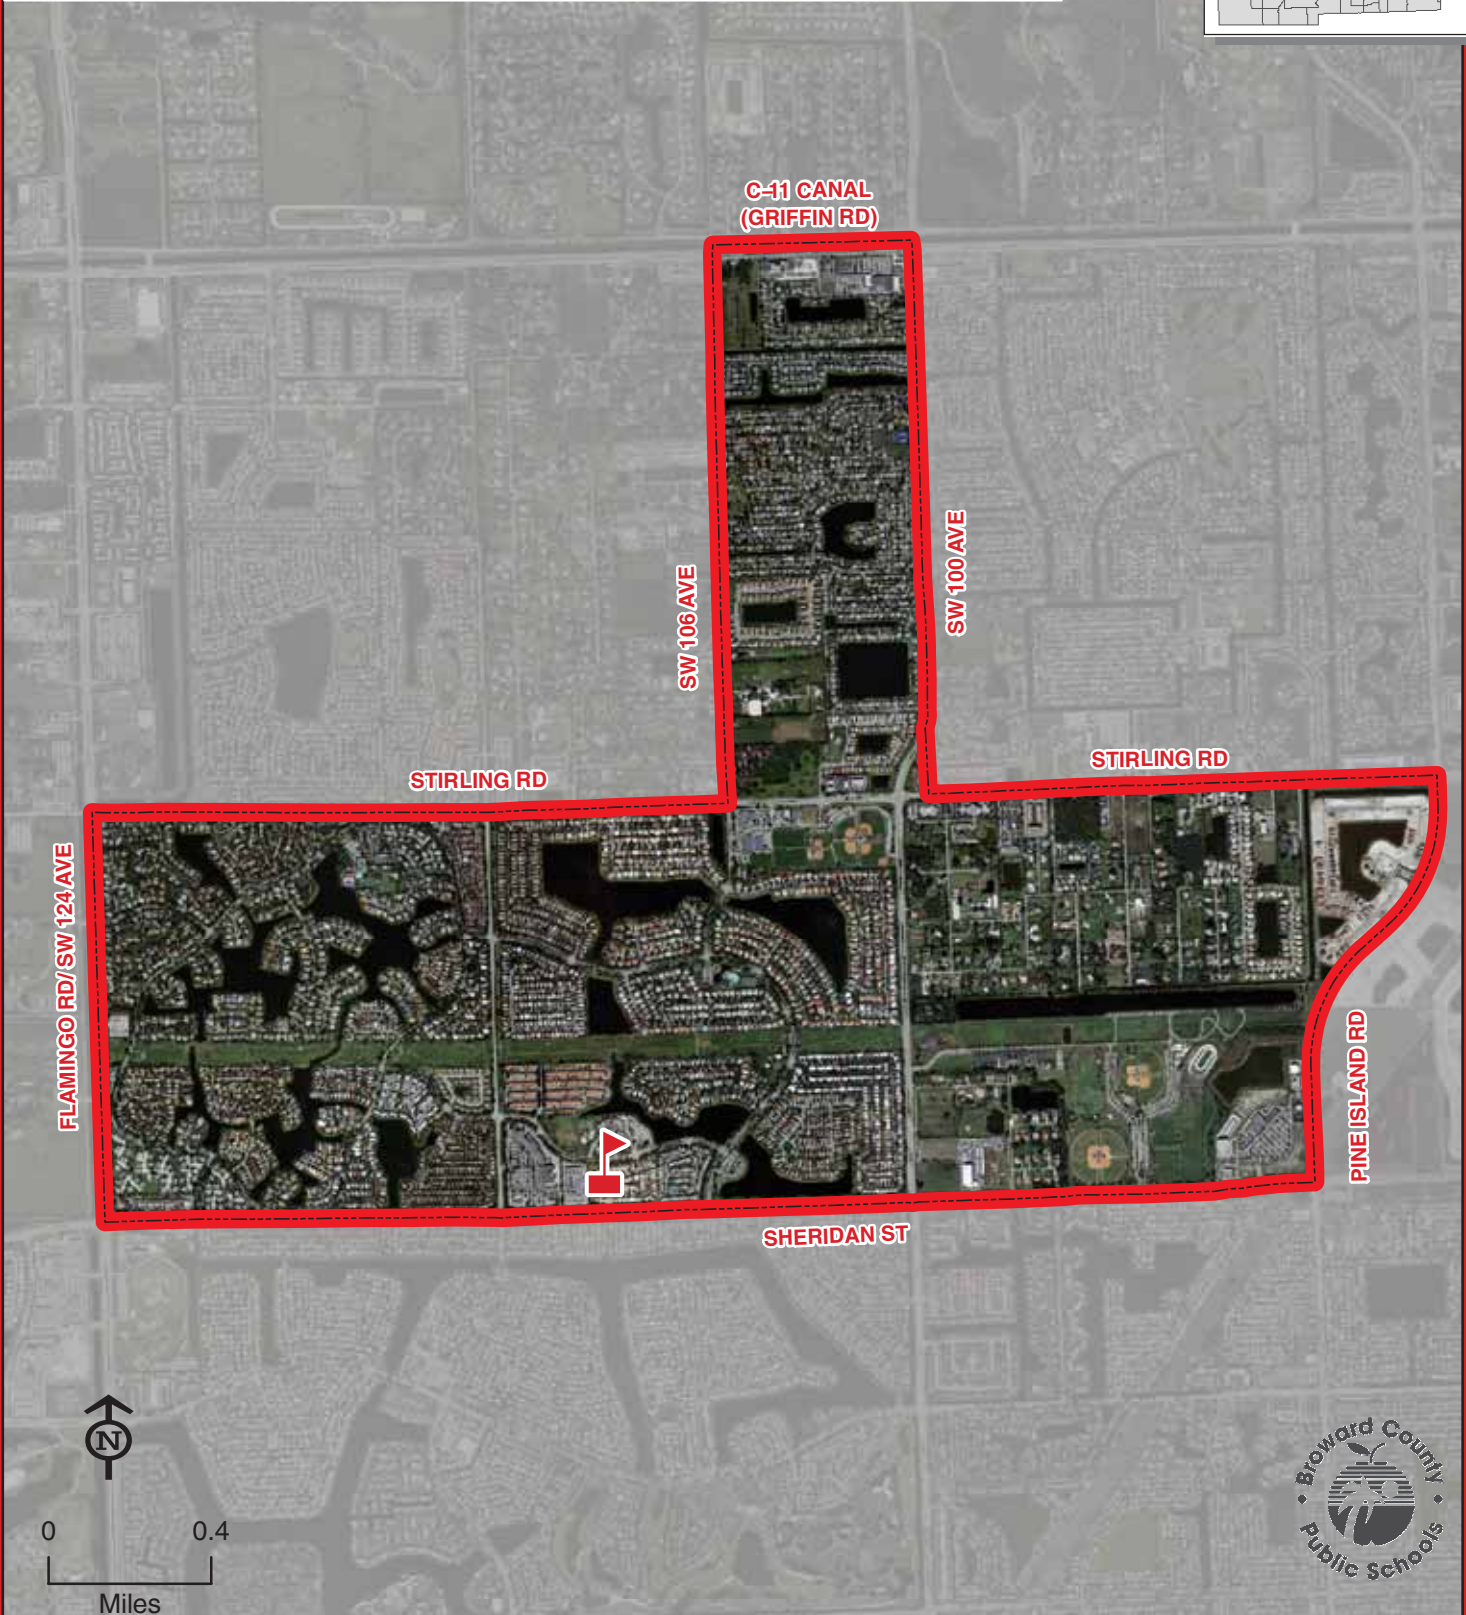 C-11 CANAL
(GRIFFIN RD)
SW 106 AVE
SW 100 AVE
STIRLING RD
STIRLING RD
FLAMINGO RD/ SW 124 AVE
PINE ISLAND RD
SHERIDAN ST
N
0 0.4
Miles
Broward County
Public Schools